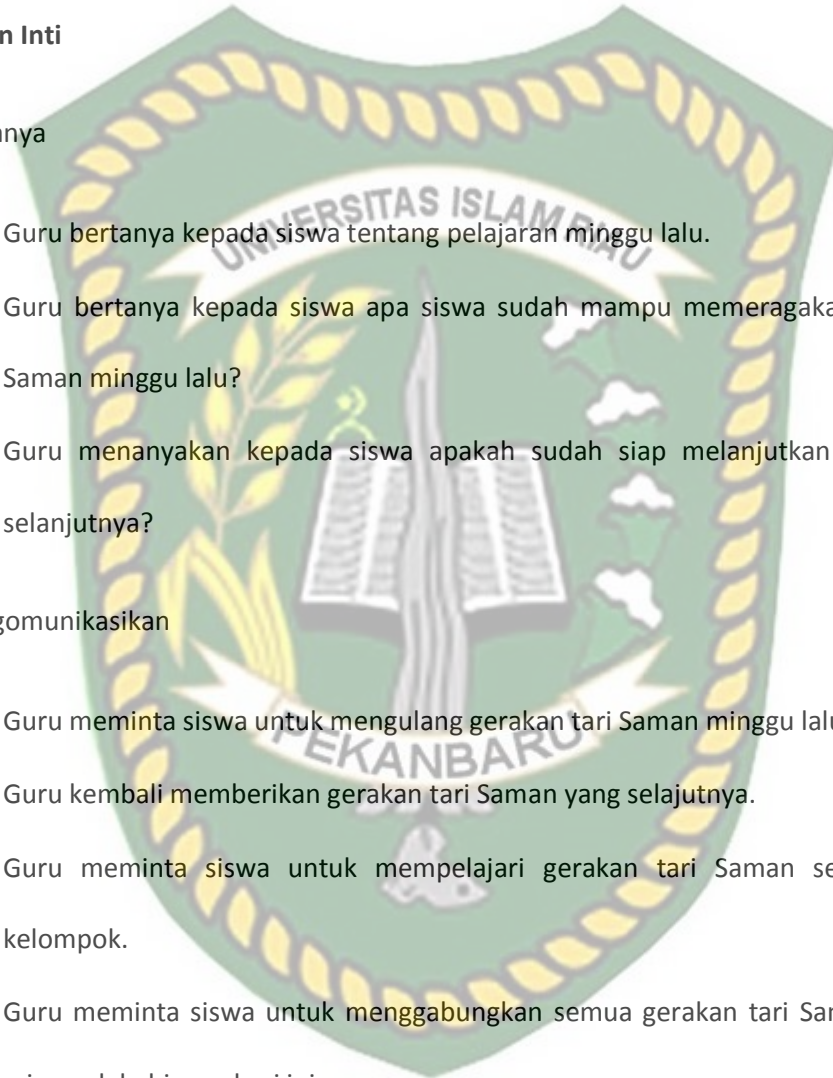 n Inti
nya
UNIVERSITAS ISLAM RIAU
Guru bertanya kepada siswa tentang pelajaran minggu lalu.
Guru bertanya kepada siswa apa siswa sudah mampu memeragaka
Saman minggu lalu?
Guru menanyakan kepada siswa apakah sudah siap melanjutkan
selanjutnya?
gomunikasikan
Guru meminta siswa untuk mengulang gerakan tari Saman minggu lalu
PEKANBARU
Guru kembali memberikan gerakan tari Saman yang selajutnya.
Guru meminta siswa untuk mempelajari gerakan tari Saman se
kelompok.
Guru meminta siswa untuk menggabungkan semua gerakan tari Sa